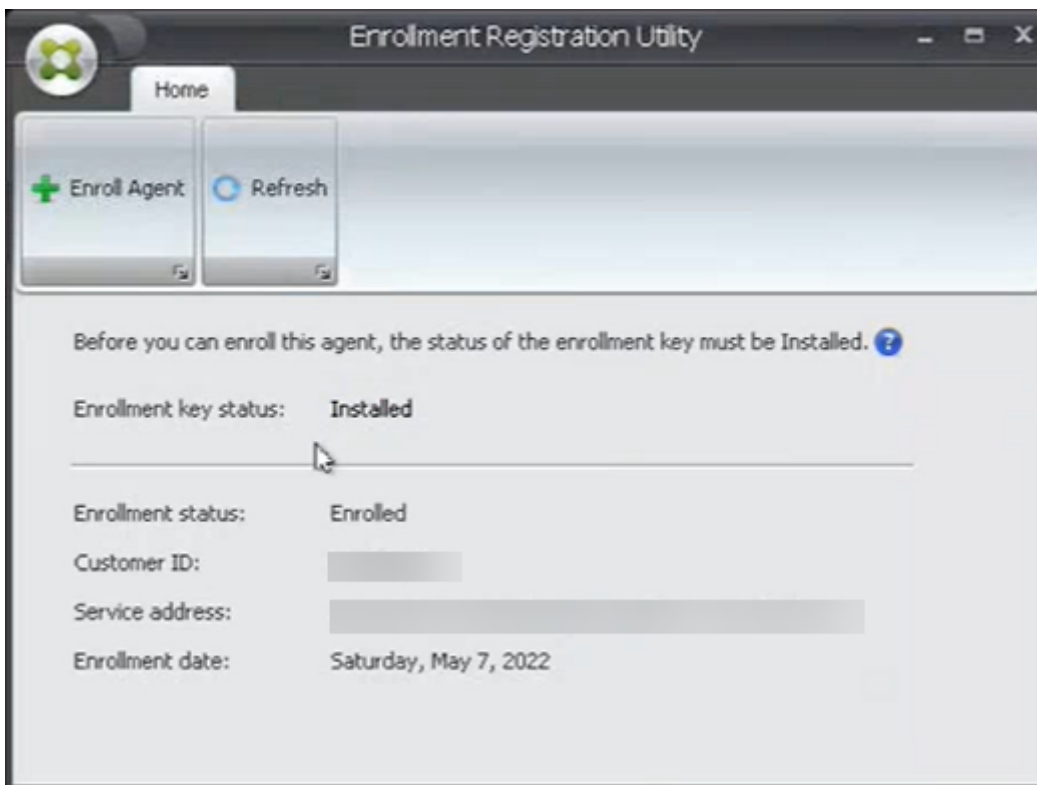 Enrollment Registration Utility
Home
Enroll Agent
Refresh
Before you can enroll this agent, the status of the enrollment key must be Installed.
Enrollment key status: Installed
Enrollment status: Enrolled
Customer ID:
Service address:
Enrollment date: Saturday, May 7, 2022